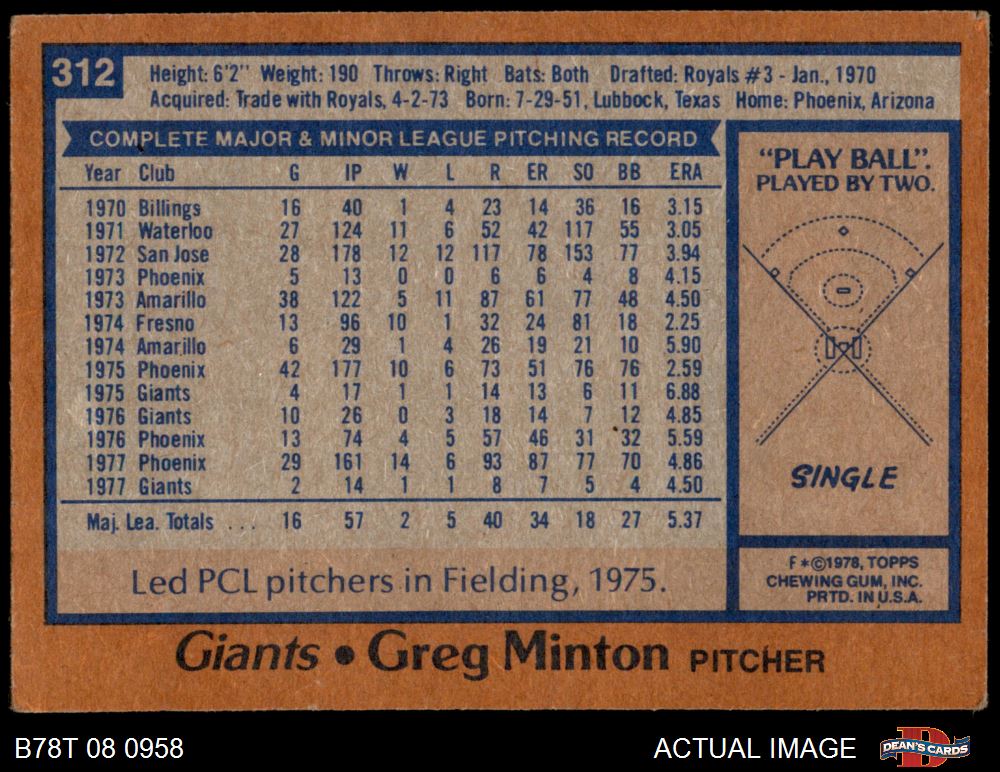 312
Height: 6'2" Weight: 190 Throws: Right Bats: Both Drafted: Royals #3 - Jan., 1970
Acquired: Trade with Royals, 4-2-73 Born: 7-29-51, Lubbock, Texas Home: Phoenix, Arizona
COMPLETE MAJOR & MINOR LEAGUE PITCHING RECORD
Year Club G IP W L R ER SO BB ERA
1970 Billings 16 40 1 4 23 14 36 16 3.15
1971 Waterloo 27 124 11 6 52 42 117 55 3.05
1972 San Jose 28 178 12 12 117 78 153 77 3.94
1973 Phoenix 5 13 0 0 6 6 4 8 4.15
1973 Amarillo 38 122 5 11 87 61 77 48 4.50
1974 Fresno 13 96 10 1 32 24 81 18 2.25
1974 Amarillo 6 29 1 4 26 19 21 10 5.90
1975 Phoenix 42 177 10 6 73 51 76 76 2.59
1975 Giants 4 17 1 1 14 13 6 11 6.88
1976 Giants 10 26 0 3 18 14 7 12 4.85
1976 Phoenix 13 74 4 5 57 46 31 32 5.59
1977 Phoenix 29 161 14 6 93 87 77 70 4.86
1977 Giants 2 14 1 1 8 7 5 4 4.50
Maj. Lea. Totals . . . 16 57 2 5 40 34 18 27 5.37
Led PCL pitchers in Fielding, 1975.
"PLAY BALL".
PLAYED BY TWO.
SINGLE
F*©1978, TOPPS
CHEWING GUM, INC.
PRTD. IN U.S.A.
Giants • Greg Minton PITCHER
B78T 08 0958
ACTUAL IMAGE
D
DEAN'S CARDS